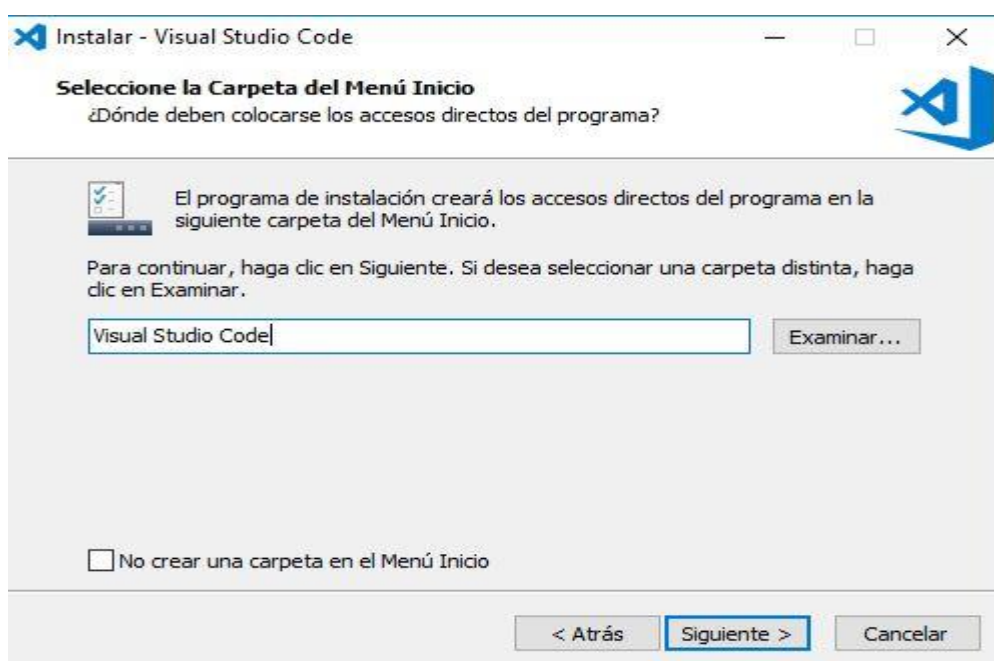 Instalar - Visual Studio Code
Seleccione la Carpeta del Menú Inicio
¿Dónde deben colocarse los accesos directos del programa?
El programa de instalación creará los accesos directos del programa en la
siguiente carpeta del Menú Inicio.
Para continuar, haga clic en Siguiente. Si desea seleccionar una carpeta distinta, haga
clic en Examinar.
Visual Studio Code
Examinar...
No crear una carpeta en el Menú Inicio
< Atrás
Siguiente >
Cancelar